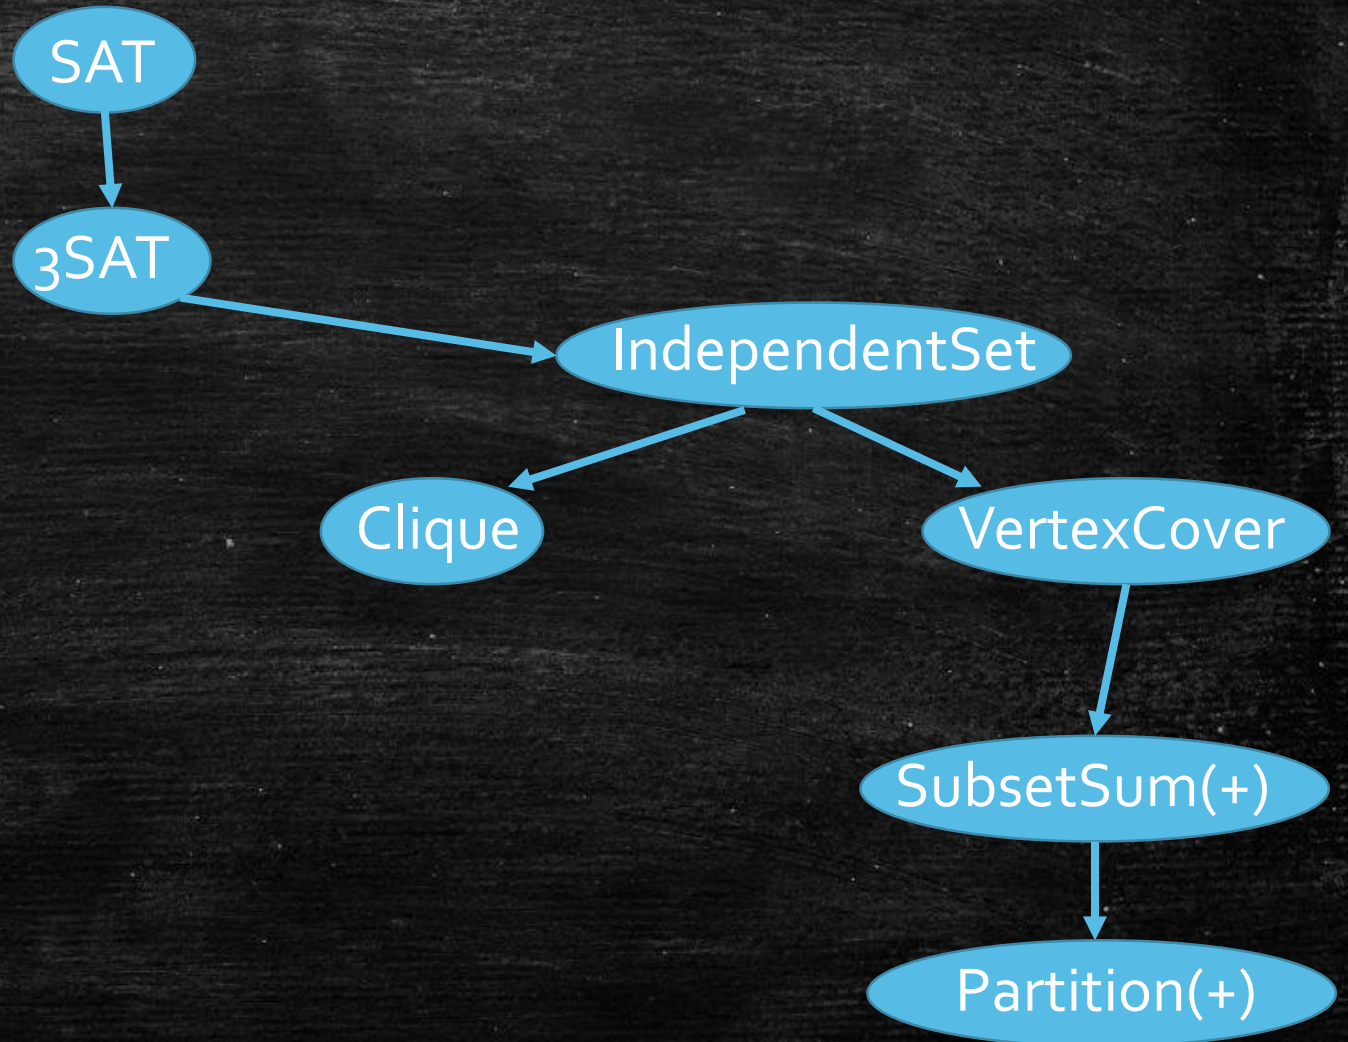 SAT
3SAT
IndependentSet
Clique
VertexCover
SubsetSum(+)
Partition(+)